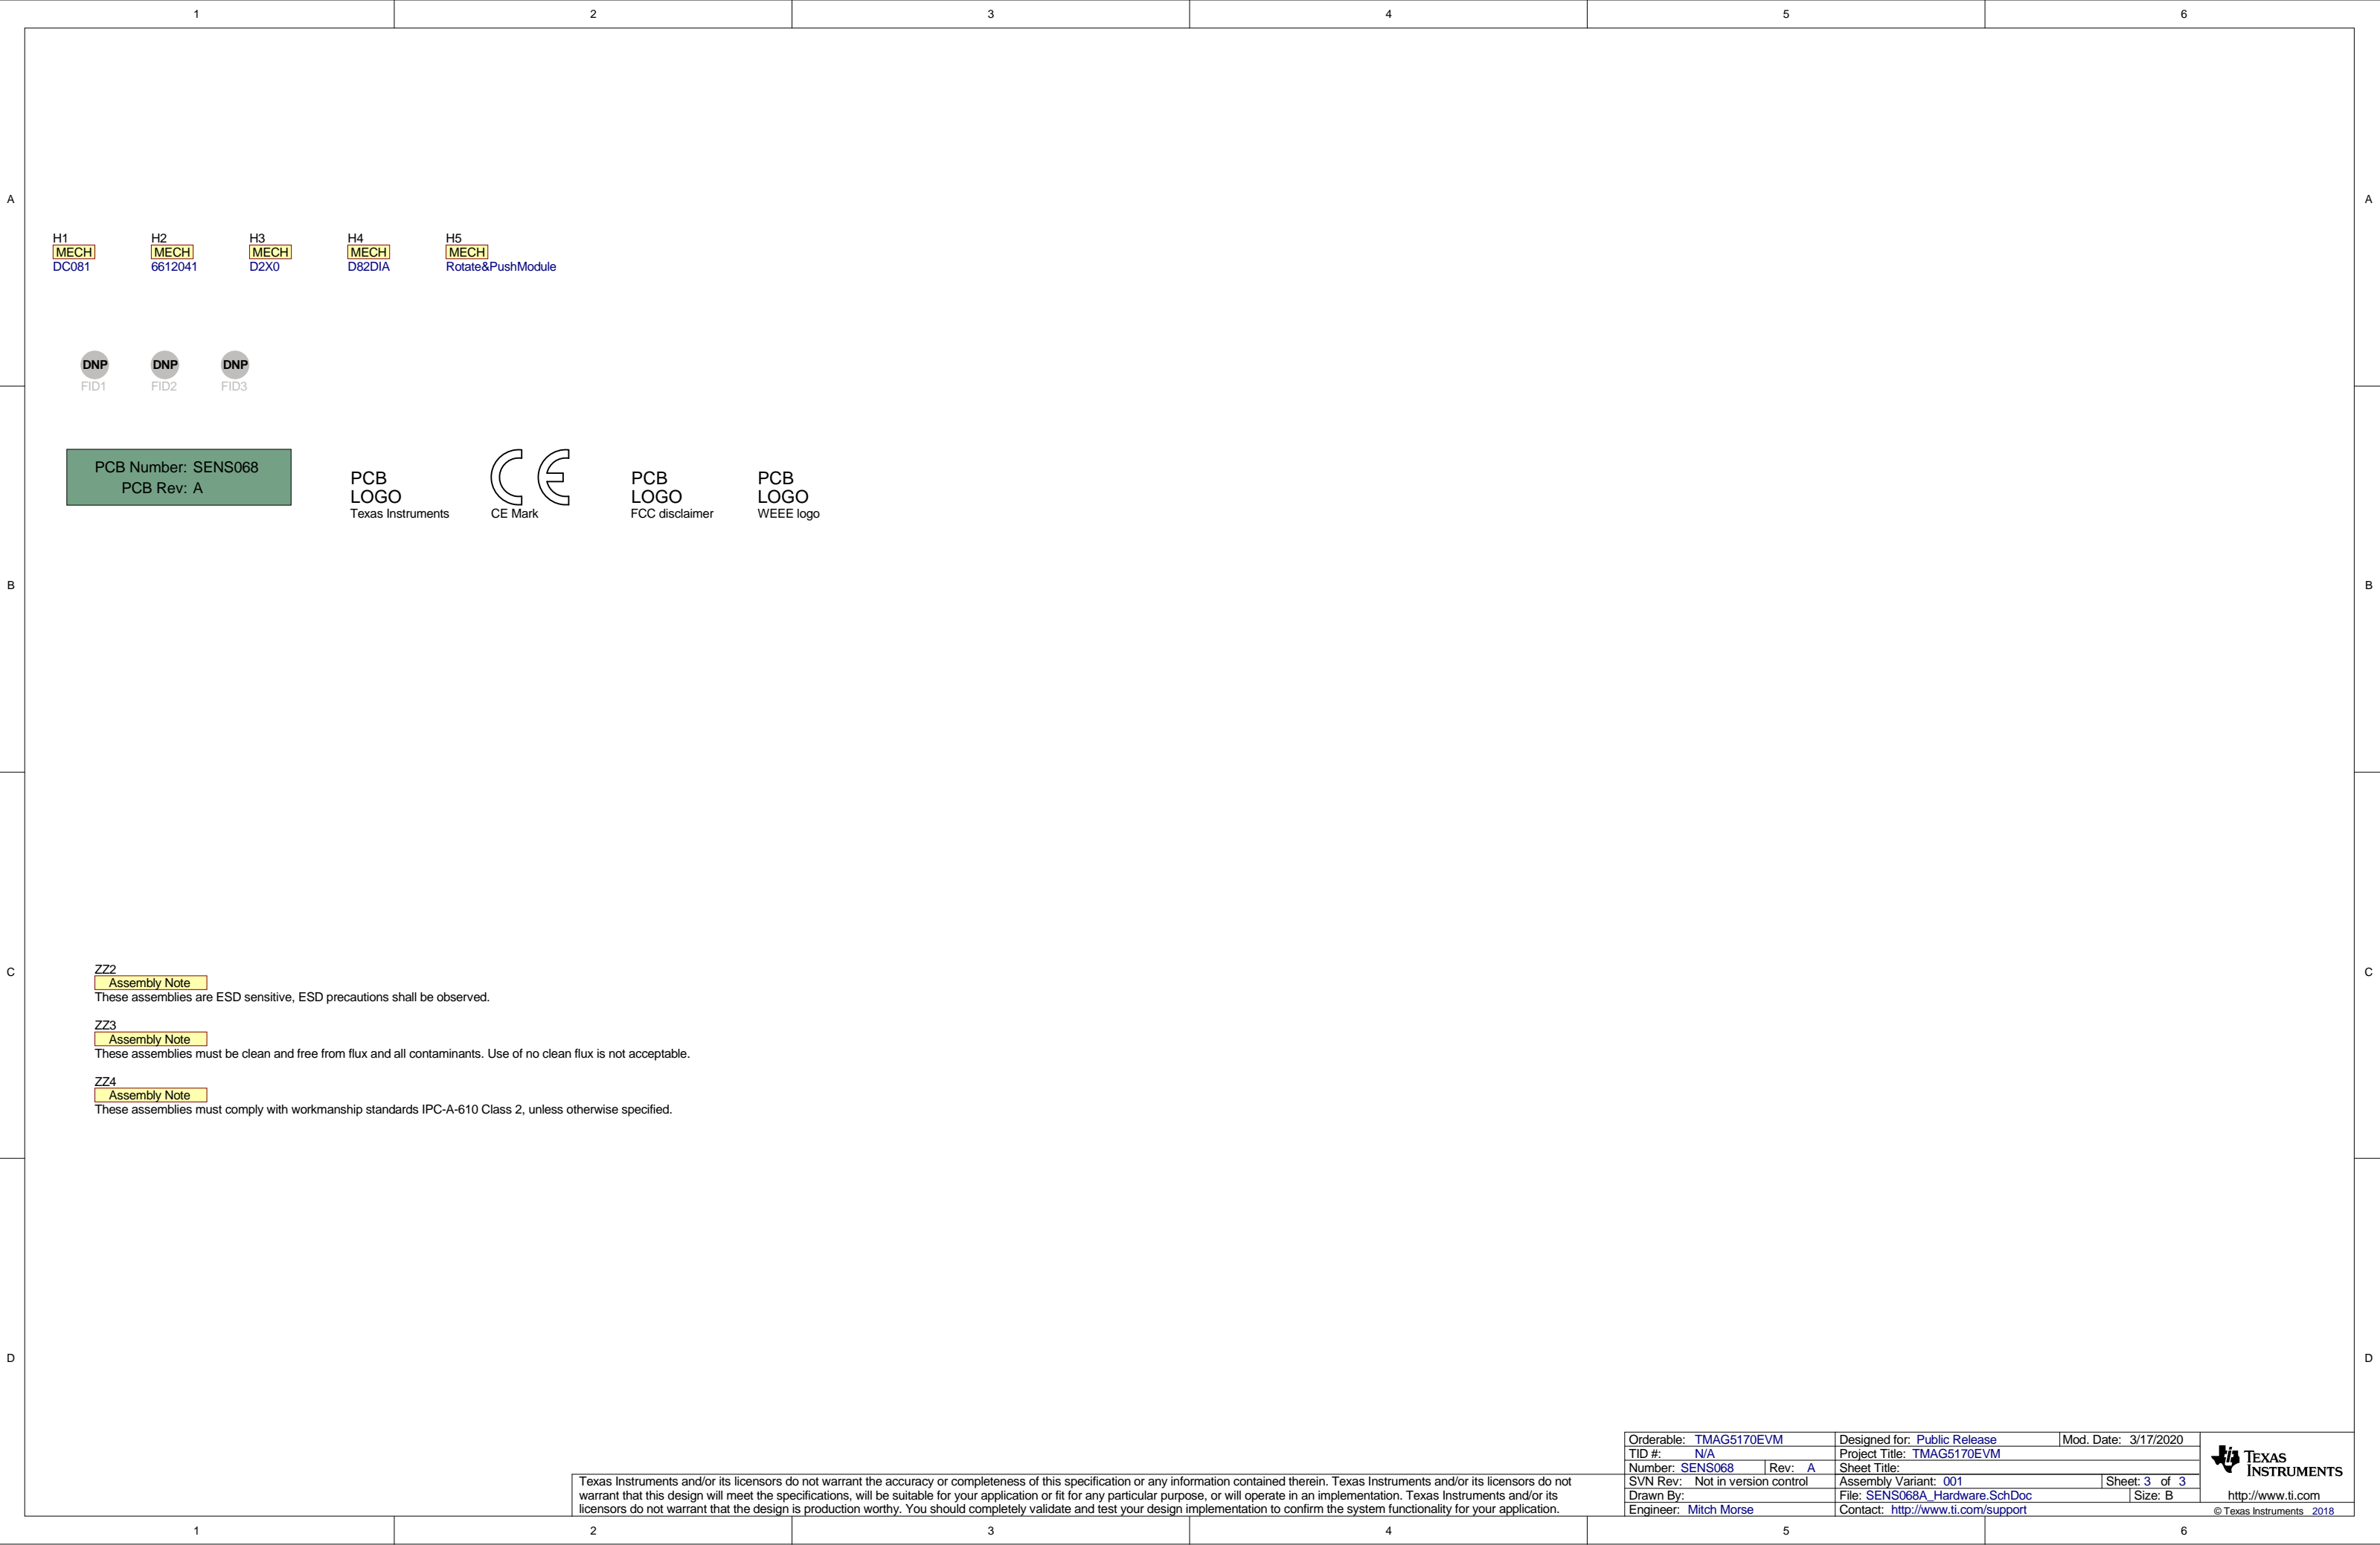 1 2 3 4 5 6
A A
H1 H2 H3 H4 H5
MECH MECH MECH MECH MECH
DC081 6612041 D2X0 D82DIA Rotate&PushModule
DNP DNP DNP
FID1 FID2 FID3
PCB Number: SENS068
PCB Rev: A
PCB
LOGO
Texas Instruments
CE
CE Mark
PCB
LOGO
FCC disclaimer
PCB
LOGO
WEEE logo
B B
C C
ZZ2
Assembly Note
These assemblies are ESD sensitive, ESD precautions shall be observed.
ZZ3
Assembly Note
These assemblies must be clean and free from flux and all contaminants. Use of no clean flux is not acceptable.
ZZ4
Assembly Note
These assemblies must comply with workmanship standards IPC-A-610 Class 2, unless otherwise specified.
D D
Texas Instruments and/or its licensors do not warrant the accuracy or completeness of this specification or any information contained therein. Texas Instruments and/or its licensors do not
warrant that this design will meet the specifications, will be suitable for your application or fit for any particular purpose, or will operate in an implementation. Texas Instruments and/or its
licensors do not warrant that the design is production worthy. You should completely validate and test your design implementation to confirm the system functionality for your application.
Orderable: TMAG5170EVM Designed for: Public Release Mod. Date: 3/17/2020
TID #: N/A Project Title: TMAG5170EVM
Number: SENS068 Rev: A Sheet Title:
SVN Rev: Not in version control Assembly Variant: 001 Sheet: 3 of 3
Drawn By: File: SENS068A_Hardware.SchDoc Size: B
Engineer: Mitch Morse Contact: http://www.ti.com/support
TEXAS
INSTRUMENTS
http://www.ti.com
© Texas Instruments 2018
1 2 3 4 5 6